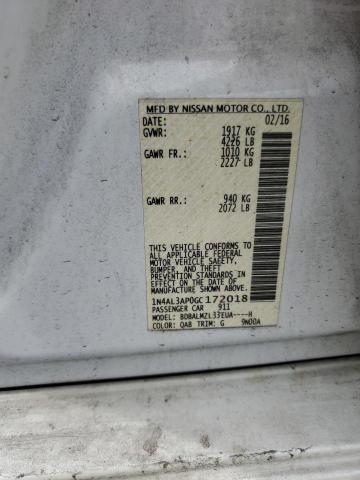 MFD BY NISSAN MOTOR CO., LTD.
DATE: 02/16
GVWR: 1917 KG
4226 LB
GAWR FR.: 1010 KG
2227 LB
GAWR RR.: 940 KG
2072 LB
THIS VEHICLE CONFORMS TO
ALL APPLICABLE FEDERAL
MOTOR VEHICLE SAFETY,
BUMPER, AND THEFT
PREVENTION STANDARDS IN
EFFECT ON THE DATE OF
MANUFACTURE SHOWN ABOVE.
1N4AL3AP0GC172018
PASSENGER CAR 911
MODEL: BDBALMZL33EUA----H
COLOR: QAB TRIM: G 9N00A